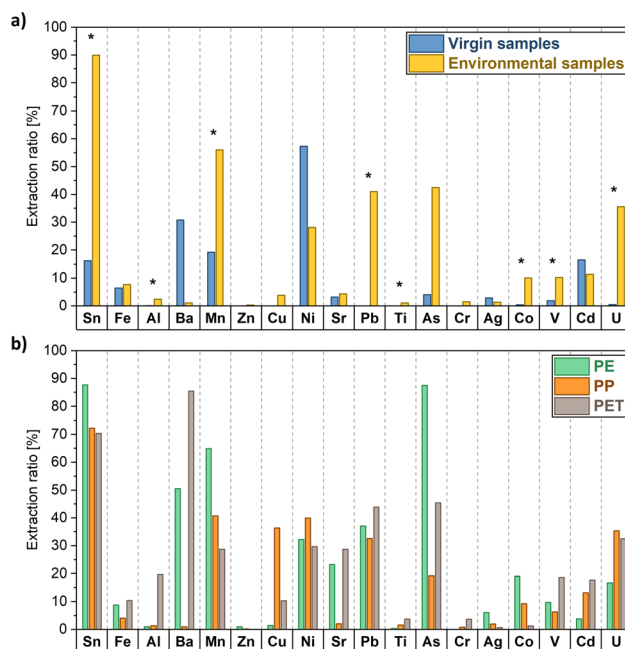 a)
Extraction ratio [%]
100
90
80
70
60
50
40
30
20
10
0
Virgin samples
Environmental samples
*
*
*
*
*
*
*
*
Sn Fe Al Ba Mn Zn Cu Ni Sr Pb Ti As Cr Ag Co V Cd U
b)
Extraction ratio [%]
100
90
80
70
60
50
40
30
20
10
0
PE
PP
PET
Sn Fe Al Ba Mn Zn Cu Ni Sr Pb Ti As Cr Ag Co V Cd U